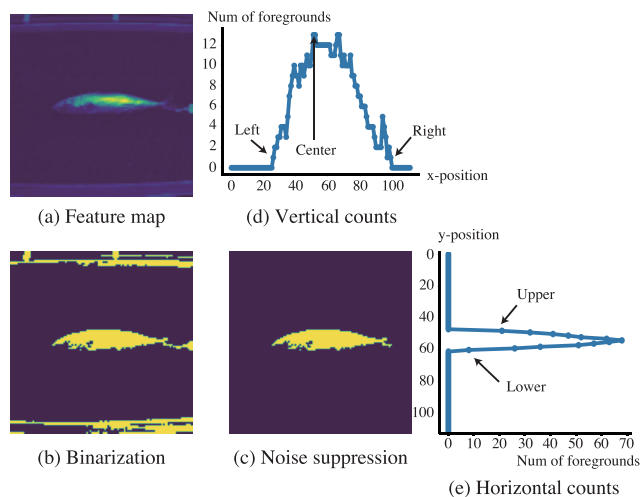 Num of foregrounds
12
10
8
6
4
2
0
0 20 40 60 80 100
Left
Center
Right
x-position
(a) Feature map
(d) Vertical counts
y-position
0
20
40
60
80
100
0 10 20 30 40 50 60 70
Upper
Lower
Num of foregrounds
(b) Binarization
(c) Noise suppression
(e) Horizontal counts